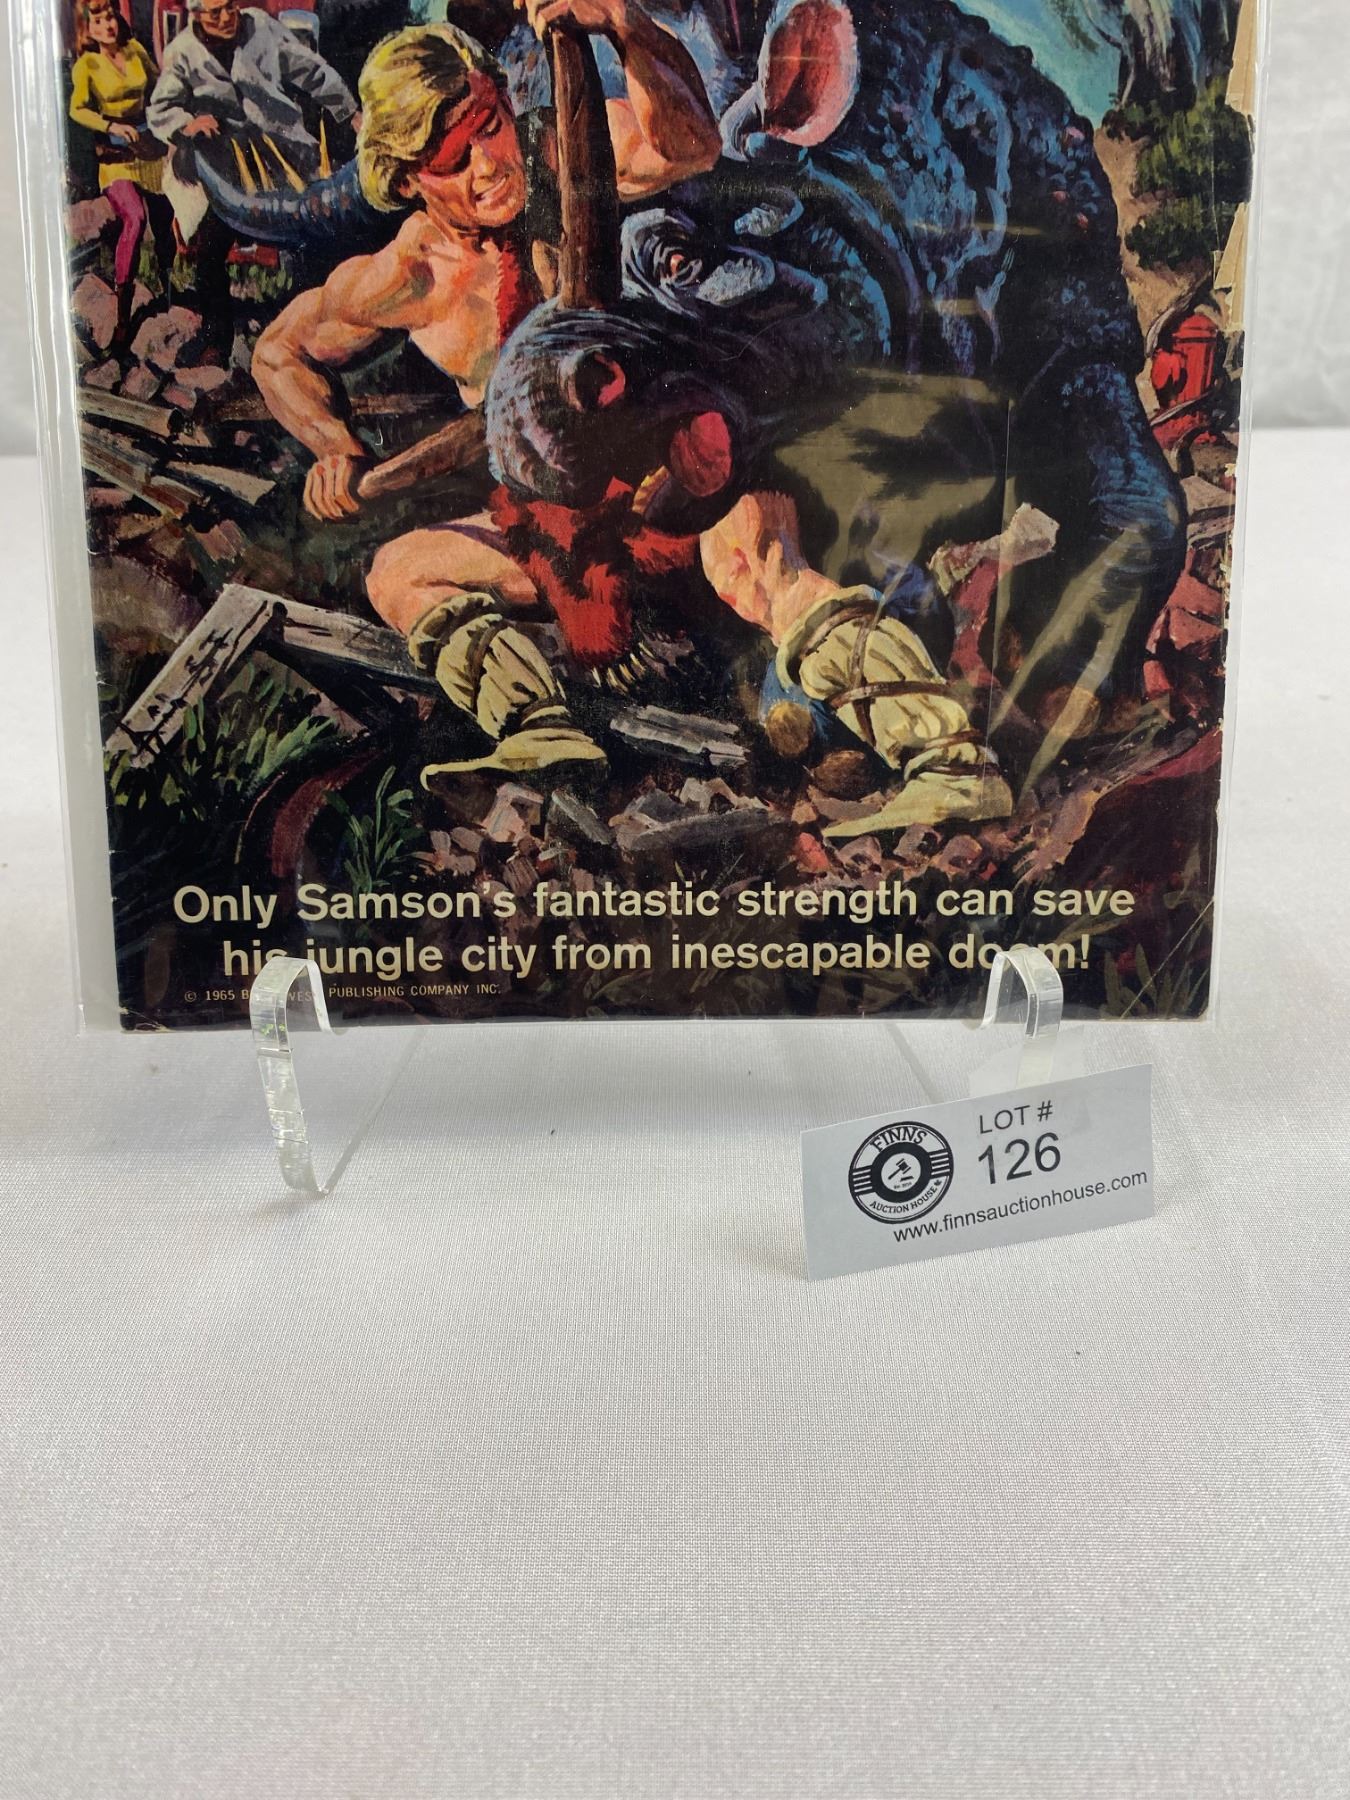 Only Samson's fantastic strength can save
his jungle city from inescapable doom!
© 1965 PUBLISHING COMPANY INC.
FINNS
AUCTION HOUSE
LOT #
126
www.finnsauctionhouse.com